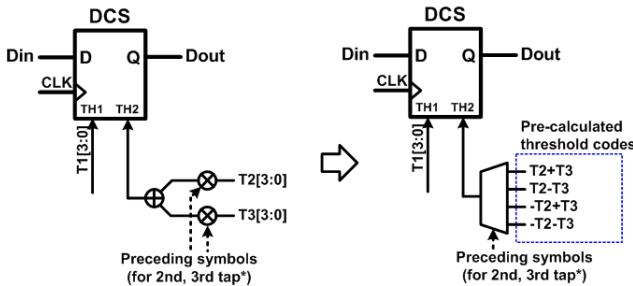 DCS
Din
D
Q
Dout
CLK
TH1
TH2
T1[3:0]
T2[3:0]
T3[3:0]
Preceding symbols
(for 2nd, 3rd tap*)
DCS
Din
D
Q
Dout
CLK
TH1
TH2
T1[3:0]
Pre-calculated
threshold codes
T2+T3
T2-T3
-T2+T3
-T2-T3
Preceding symbols
(for 2nd, 3rd tap*)